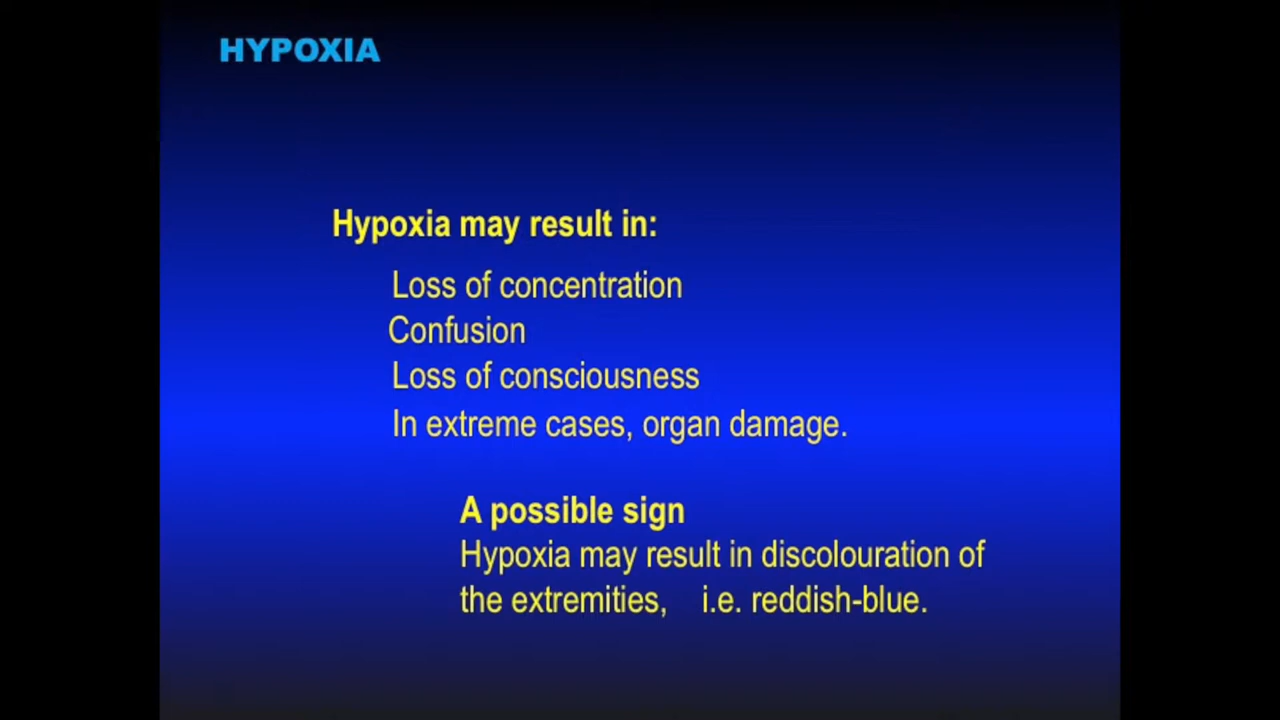 HYPOXIA
Hypoxia may result in:
Loss of concentration
Confusion
Loss of consciousness
In extreme cases, organ damage.
A possible sign
Hypoxia may result in discolouration of
the extremities, i.e. reddish-blue.